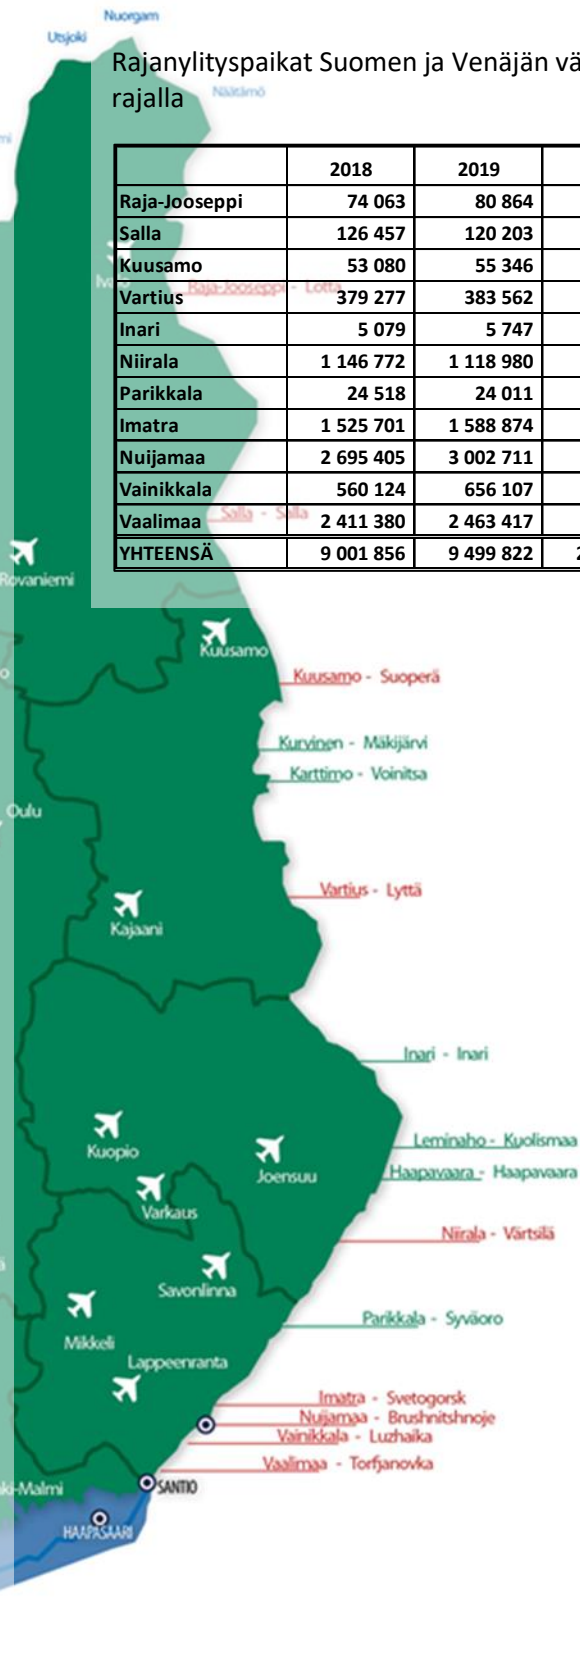 Nuorgam
Utsjoki
Rajanylityspaikat Suomen ja Venäjän
rajalla
Näätämö
2018 2019
Raja-Jooseppi 74 063 80 864
Salla 126 457 120 203
Kuusamo 53 080 55 346
Raja-Jooseppi - Lotta
Vartius 379 277 383 562
Inari 5 079 5 747
Niirala 1 146 772 1 118 980
Parikkala 24 518 24 011
Imatra 1 525 701 1 588 874
Nuijamaa 2 695 405 3 002 711
Vainikkala 560 124 656 107
Salla - Salla
Vaalimaa 2 411 380 2 463 417
YHTEENSÄ 9 001 856 9 499 822
Rovaniemi
Kuusamo
Kuusamo - Suoperä
Kurvinen - Mäkijärvi
Karttimo - Voinitsa
Oulu
Vartius - Lyttä
Kajaani
Inari - Inari
Leminaho - Kuolismaa
Kuopio
Joensuu
Haapavaara - Haapavaara
Varkaus
Niirala - Värtsilä
Savonlinna
Parikkala - Syväoro
Mikkeli
Lappeenranta
Imatra - Svetogorsk
Nuijamaa - Brushnitshnoje
Vainikkala - Luzhaika
Vaalimaa - Torfjanovka
ki-Malmi
SANTIO
HAAPASAARI